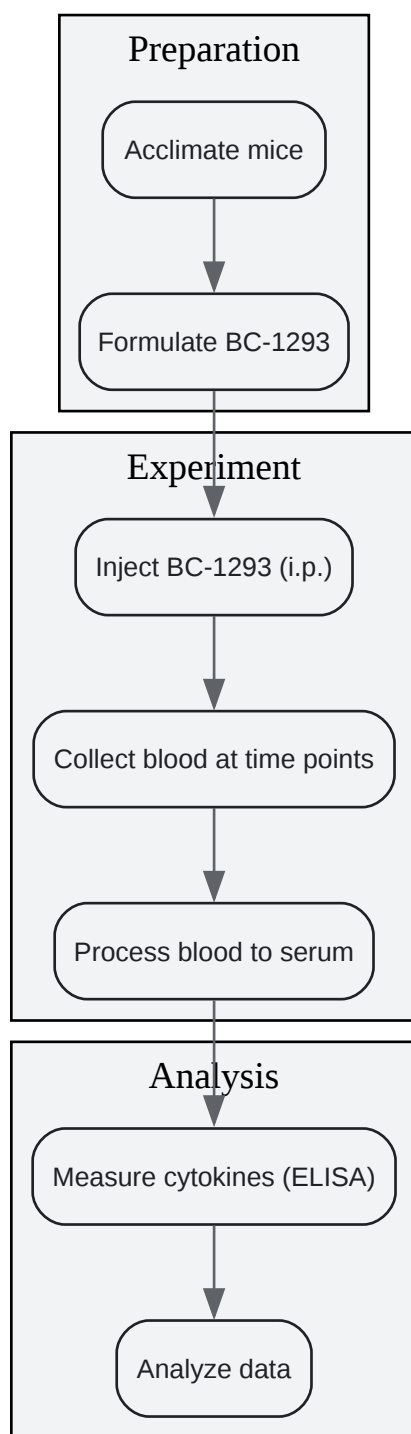 Preparation
Acclimate mice
Formulate BC-1293
Experiment
Inject BC-1293 (i.p.)
Collect blood at time points
Process blood to serum
Analysis
Measure cytokines (ELISA)
Analyze data